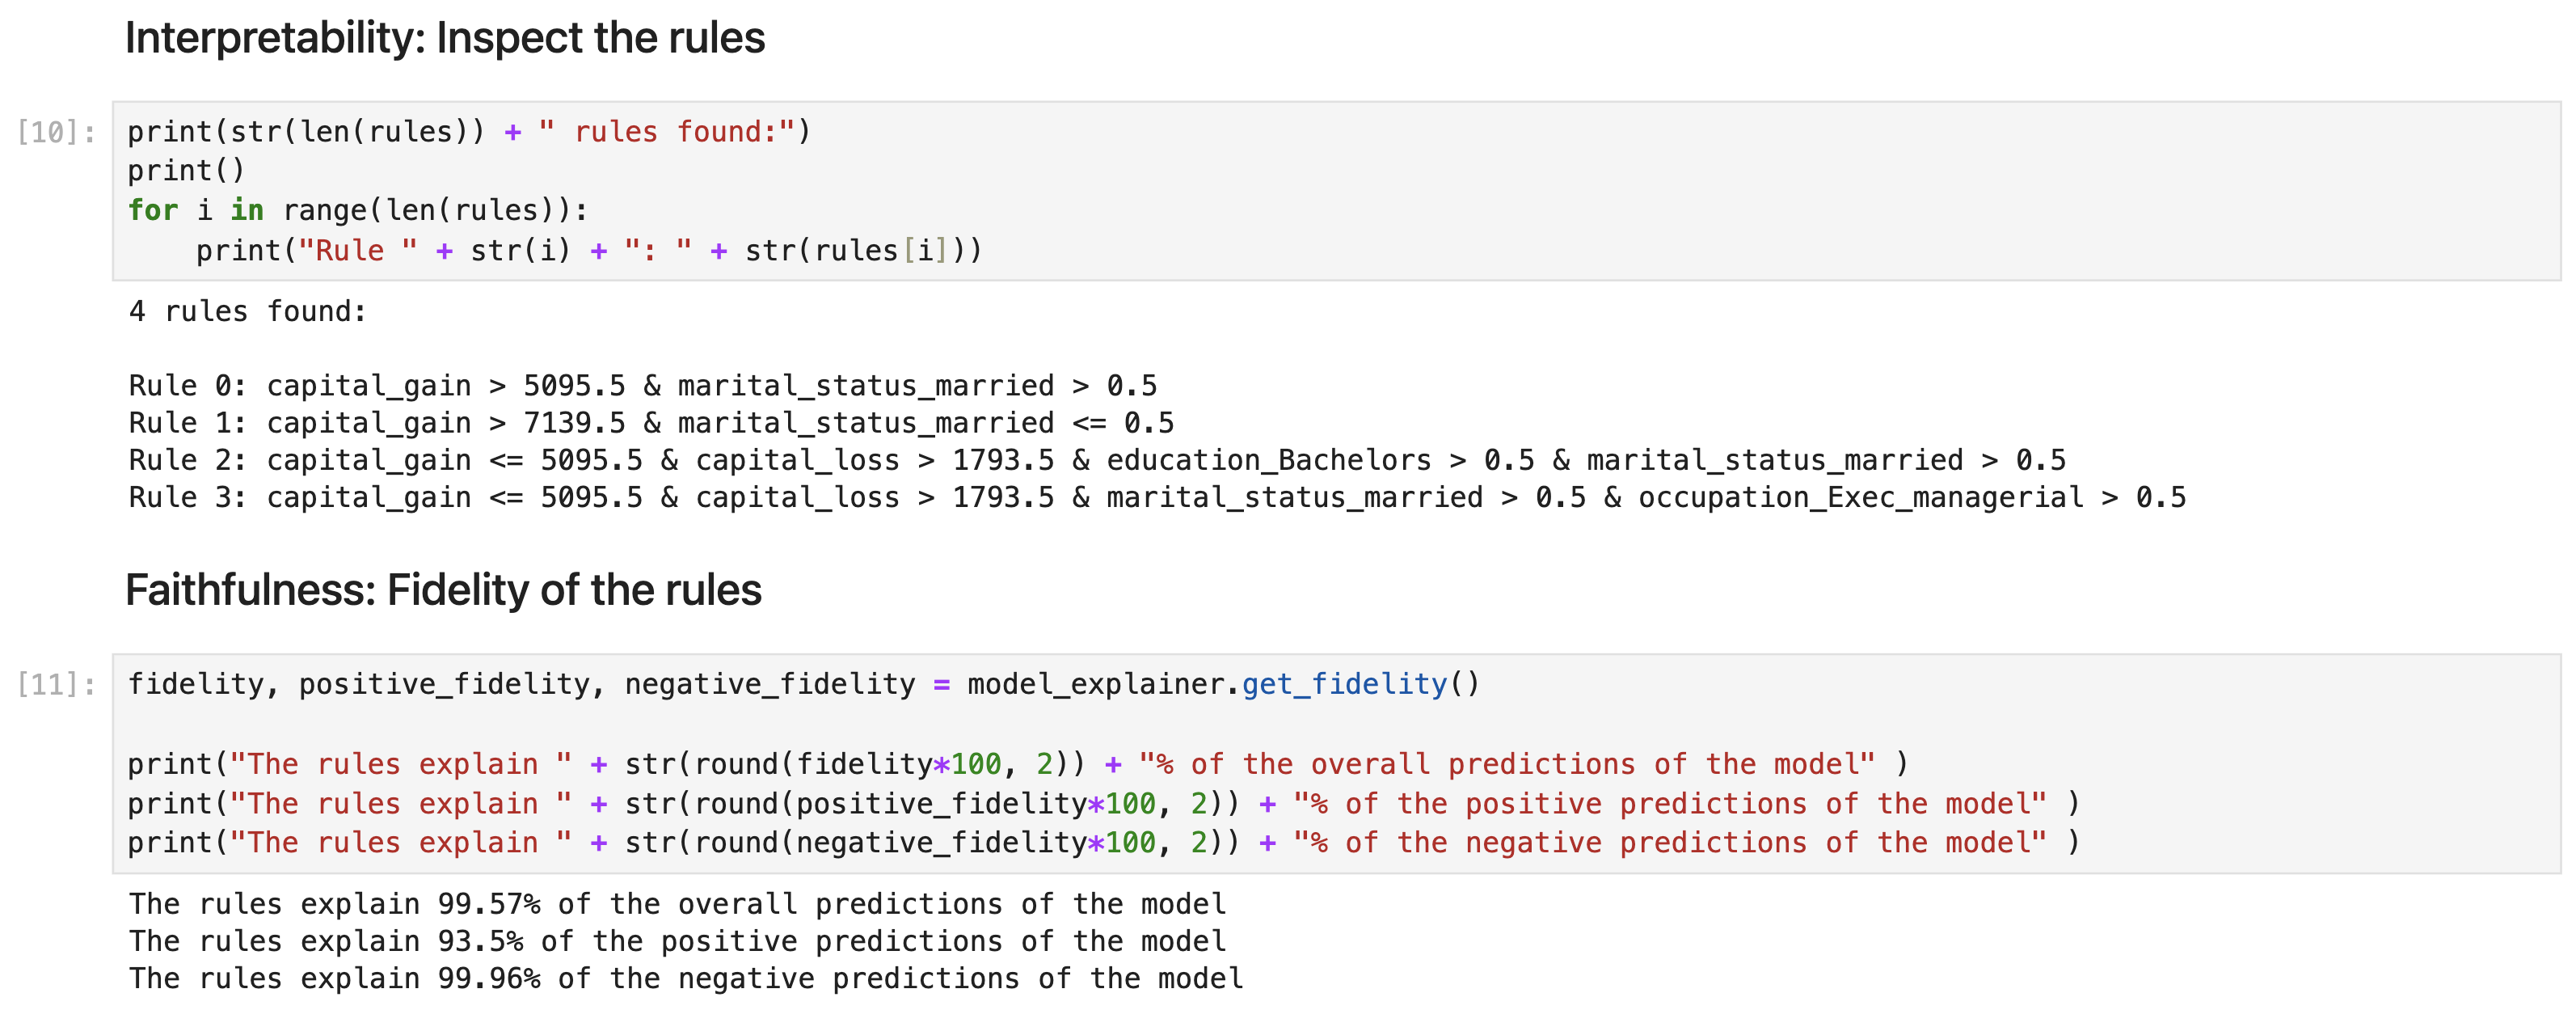 Interpretability: Inspect the rules
[10]:
print(str(len(rules)) + " rules found:")
print()
for i in range(len(rules)):
    print("Rule " + str(i) + ": " + str(rules[i]))
4 rules found:
Rule 0: capital_gain > 5095.5 & marital_status_married > 0.5
Rule 1: capital_gain > 7139.5 & marital_status_married <= 0.5
Rule 2: capital_gain <= 5095.5 & capital_loss > 1793.5 & education_Bachelors > 0.5 & marital_status_married > 0.5
Rule 3: capital_gain <= 5095.5 & capital_loss > 1793.5 & marital_status_married > 0.5 & occupation_Exec_managerial > 0.5
Faithfulness: Fidelity of the rules
[11]:
fidelity, positive_fidelity, negative_fidelity = model_explainer.get_fidelity()
print("The rules explain " + str(round(fidelity*100, 2)) + "% of the overall predictions of the model" )
print("The rules explain " + str(round(positive_fidelity*100, 2)) + "% of the positive predictions of the model" )
print("The rules explain " + str(round(negative_fidelity*100, 2)) + "% of the negative predictions of the model" )
The rules explain 99.57% of the overall predictions of the model
The rules explain 93.5% of the positive predictions of the model
The rules explain 99.96% of the negative predictions of the model